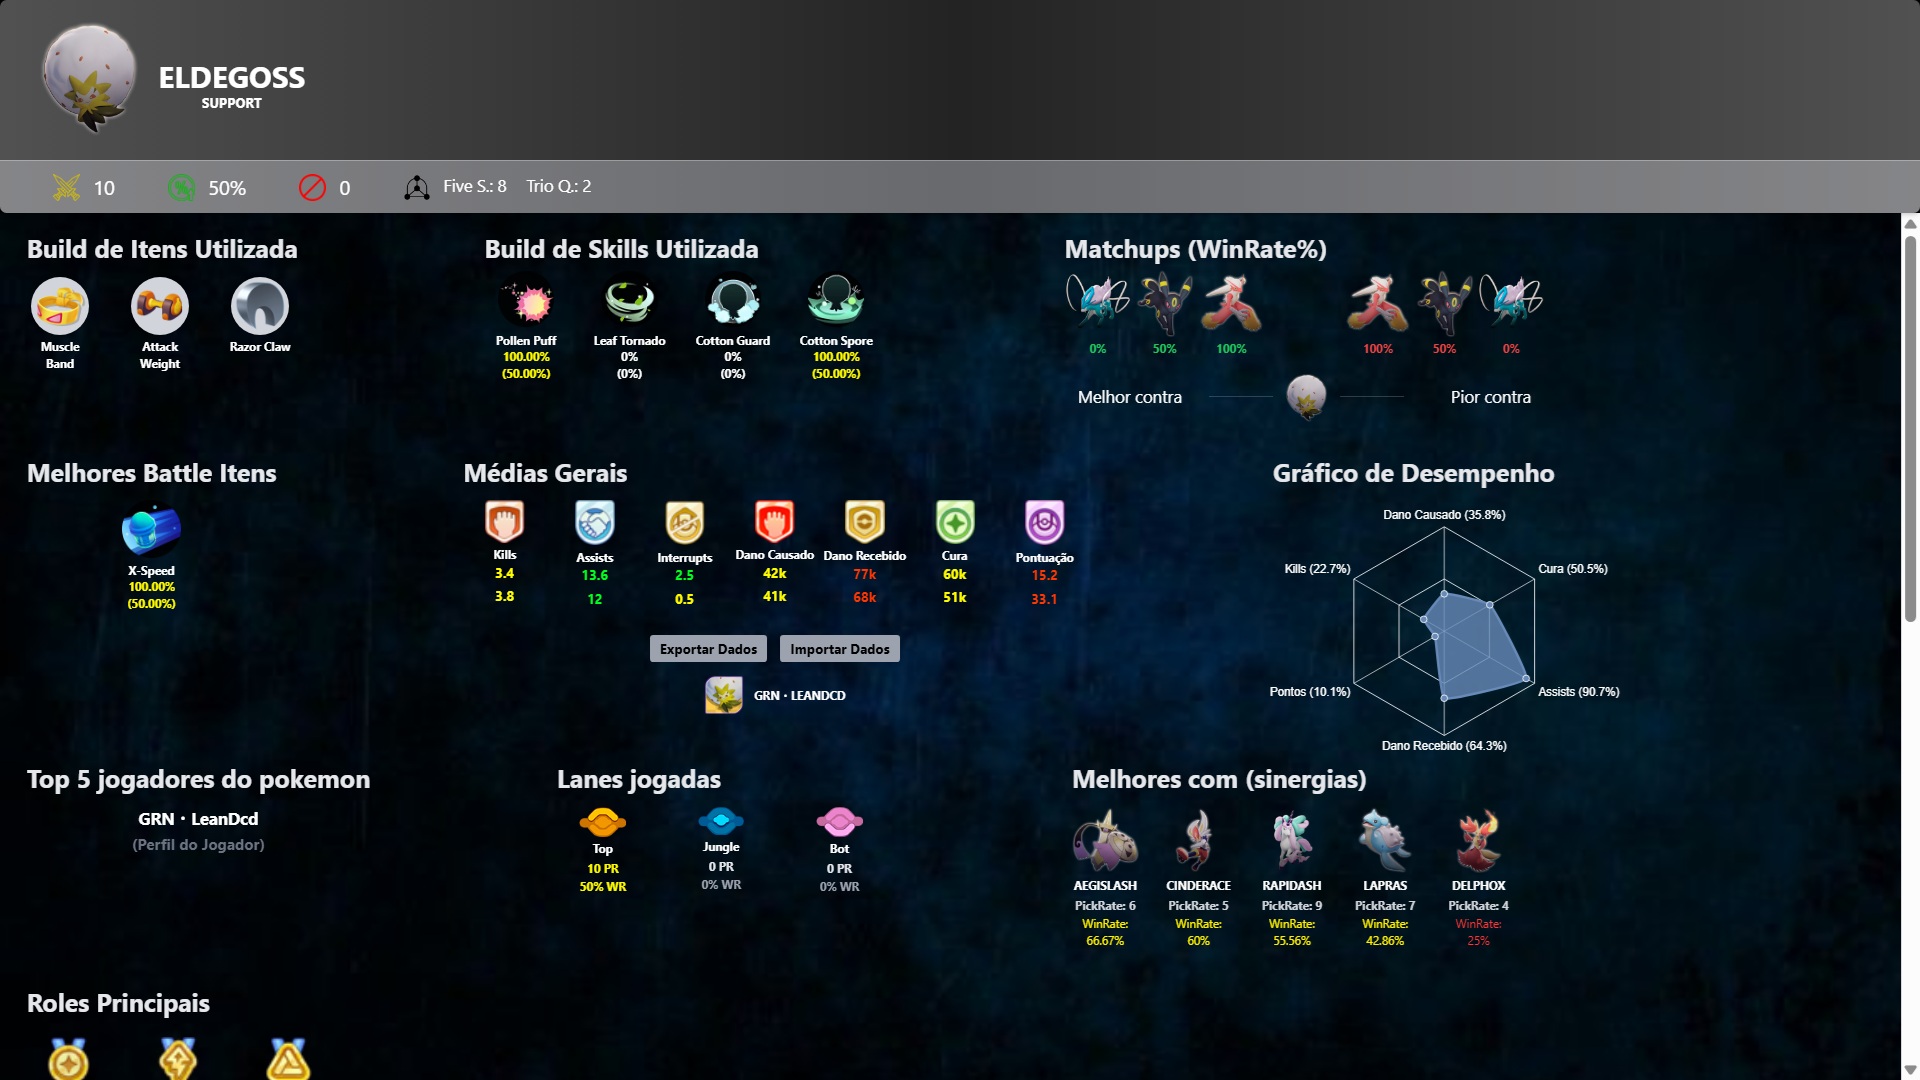 ELDEGOSS
SUPPORT
10
50%
0
Five S.: 8
Trio Q.: 2
Build de Itens Utilizada
Muscle
Band
Attack
Weight
Razor Claw
Build de Skills Utilizada
Pollen Puff
100.00%
(50.00%)
Leaf Tornado
0%
(0%)
Cotton Guard
0%
(0%)
Cotton Spore
100.00%
(50.00%)
Matchups (WinRate%)
0%
50%
100%
100%
50%
0%
Melhor contra
Pior contra
Melhores Battle Itens
X-Speed
100.00%
(50.00%)
Médias Gerais
Kills
3.4
3.8
Assists
13.6
12
Interrupts
2.5
0.5
Dano Causado
42k
41k
Dano Recebido
77k
68k
Cura
60k
51k
Pontuação
15.2
33.1
Exportar Dados
Importar Dados
GRN · LEANDCD
Gráfico de Desempenho
Dano Causado (35.8%)
Kills (22.7%)
Cura (50.5%)
Pontos (10.1%)
Assists (90.7%)
Dano Recebido (64.3%)
Top 5 jogadores do pokemon
GRN · LeanDcd
(Perfil do Jogador)
Lanes jogadas
Top
10 PR
50% WR
Jungle
0 PR
0% WR
Bot
0 PR
0% WR
Melhores com (sinergias)
AEGISLASH
PickRate: 6
WinRate:
66.67%
CINDERACE
PickRate: 5
WinRate:
60%
RAPIDASH
PickRate: 9
WinRate:
55.56%
LAPRAS
PickRate: 7
WinRate:
42.86%
DELPHOX
PickRate: 4
WinRate:
25%
Roles Principais